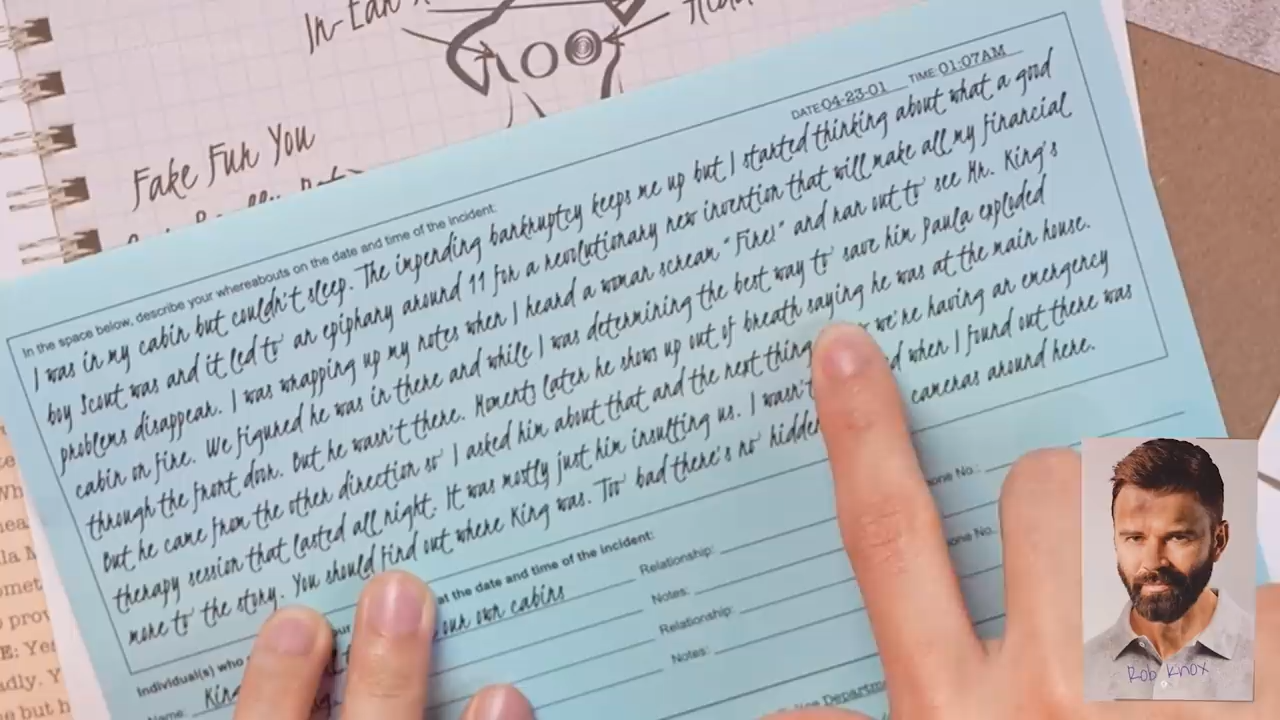 In-Ear
Fake Fur You
DATE 04-23-01 TIME: 01:07AM
In the space below, describe your whereabouts on the date and time of the incident:
I was in my cabin but couldn't sleep. The impending bankruptcy keeps me up but I started thinking about what a good
boy Scout was and it led to an epiphany around 11 for a revolutionary new invention that will make all my financial
problems disappear. I was wrapping up my notes when I heard a woman scream "Fire!" and ran out to see Mr. King's
cabin on fire. We figured he was in there and while I was determining the best way to save him Paula exploded
through the front door. But he wasn't there. Moments later he shows up out of breath saying he was at the main house.
But he came from the other direction so I asked him about that and the next thing we're having an emergency
therapy session that lasted all night. It was mostly just him insulting us. I wasn't when I found out there was
more to the story. You should find out where King was. Too bad there's no hidden cameras around here.
at the date and time of the incident:
Individual(s) who
our own cabins
Name: King
Relationship:
Notes:
Relationship:
Notes:
one No.:
one No.
Rob Knox